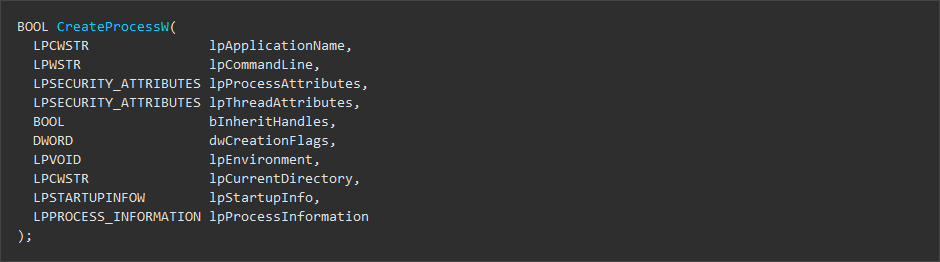 BOOL CreateProcessW(
  LPCWSTR               lpApplicationName,
  LPWSTR                lpCommandLine,
  LPSECURITY_ATTRIBUTES lpProcessAttributes,
  LPSECURITY_ATTRIBUTES lpThreadAttributes,
  BOOL                  bInheritHandles,
  DWORD                 dwCreationFlags,
  LPVOID                lpEnvironment,
  LPCWSTR               lpCurrentDirectory,
  LPSTARTUPINFOW        lpStartupInfo,
  LPPROCESS_INFORMATION lpProcessInformation
);